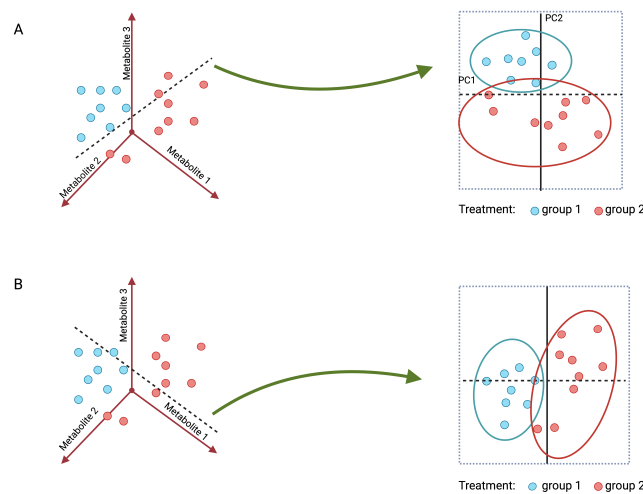 A
Metabolite 3
Metabolite 2
Metabolite 1
PC2
PC1
Treatment: group 1 group 2
B
Metabolite 3
Metabolite 2
Metabolite 1
Treatment: group 1 group 2